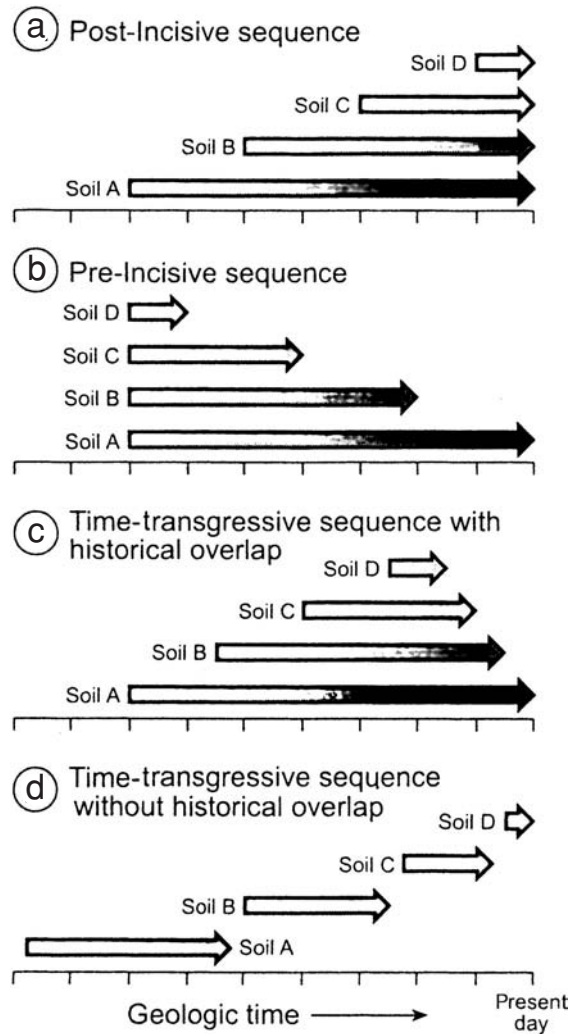 a Post-Incisive sequence
Soil D
Soil C
Soil B
Soil A
b Pre-Incisive sequence
Soil D
Soil C
Soil B
Soil A
c Time-transgressive sequence with
historical overlap
Soil D
Soil C
Soil B
Soil A
d Time-transgressive sequence
without historical overlap
Soil D
Soil C
Soil B
Soil A
Geologic time
Present
day